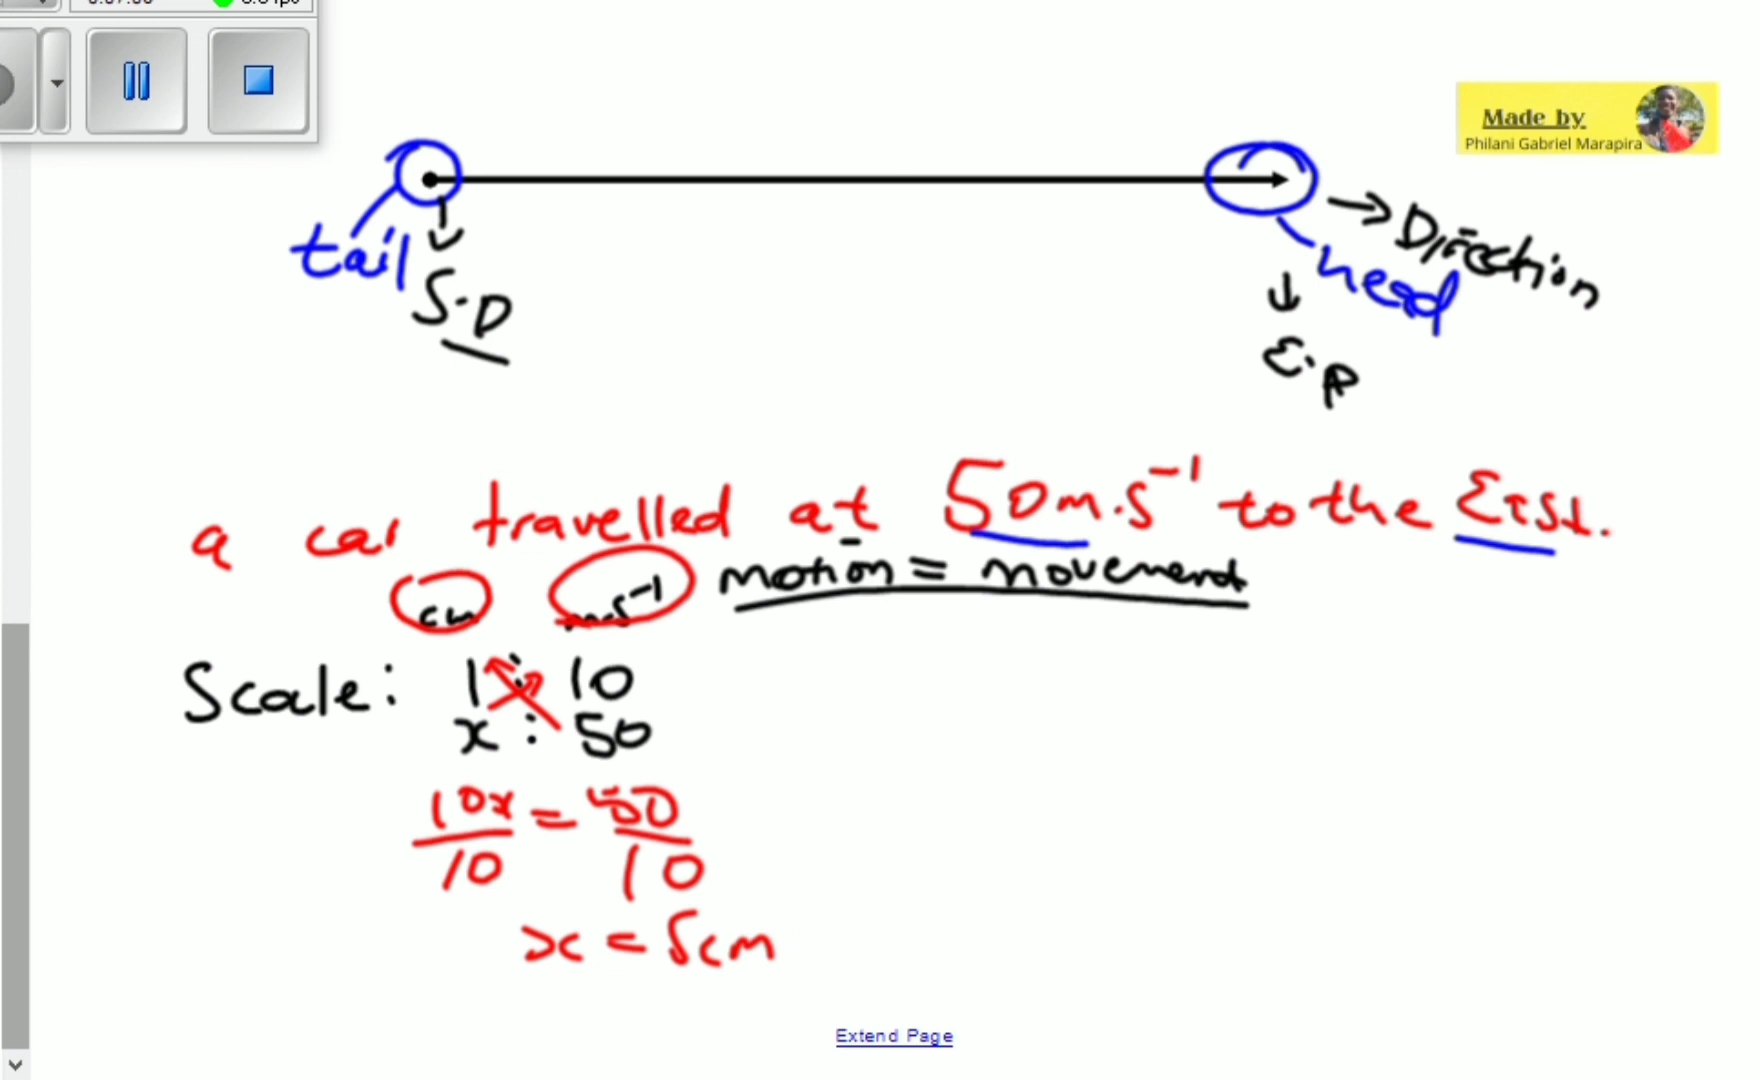 Made by
Philani Gabriel Marapira
tail
S.D
→ Direction
head
E.P
a car travelled at 50m.s⁻¹ to the East.
cm m.s⁻¹ motion = movement
Scale: 1 : 10
x : 50
10x = 50
10 10
x = 5cm
Extend Page